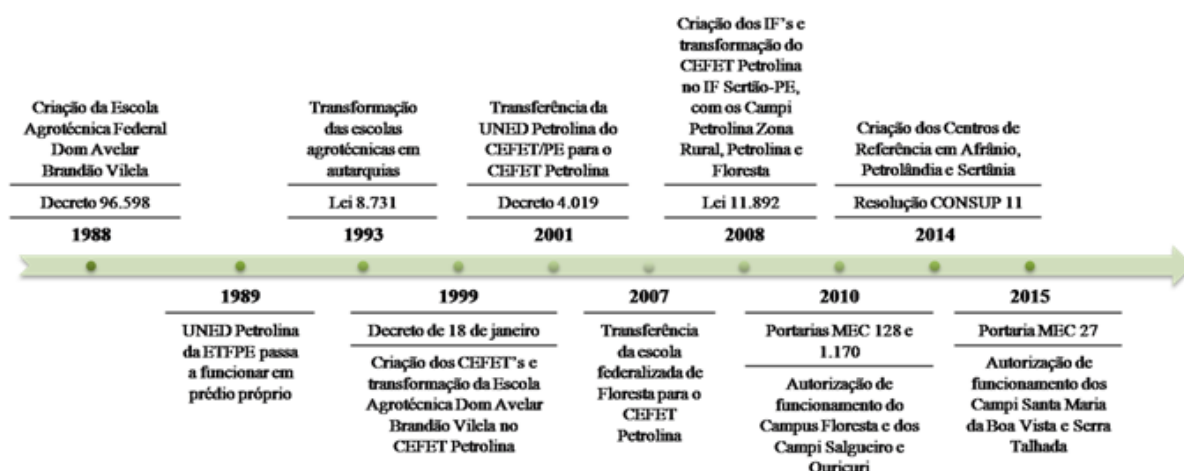 Criação da Escola
Agrotécnica Federal
Dom Avelar
Brandão Vilela
Decreto 96.598
1988
Transformação
das escolas
agrotécnicas em
autarquias
Lei 8.731
1993
Transferência da
UNED Petrolina do
CEFET/PE para o
CEFET Petrolina
Decreto 4.019
2001
Criação dos IF's e
transformação do
CEFET Petrolina
no IF Sertão-PE,
com os Campi
Petrolina Zona
Rural, Petrolina e
Floresta
Lei 11.892
2008
Criação dos Centros de
Referência em Afrânio,
Petrolândia e Sertânia
Resolução CONSUP 11
2014
1989
UNED Petrolina
da ETFPE passa
a funcionar em
prédio próprio
1999
Decreto de 18 de janeiro
Criação dos CEFET's e
transformação da Escola
Agrotécnica Dom Avelar
Brandão Vilela no
CEFET Petrolina
2007
Transferência
da escola
federalizada de
Floresta para o
CEFET
Petrolina
2010
Portarias MEC 128 e
1.170
Autorização de
funcionamento do
Campus Floresta e dos
Campi Salgueiro e
Ouricuri
2015
Portaria MEC 27
Autorização de
funcionamento dos
Campi Santa Maria
da Boa Vista e Serra
Talhada